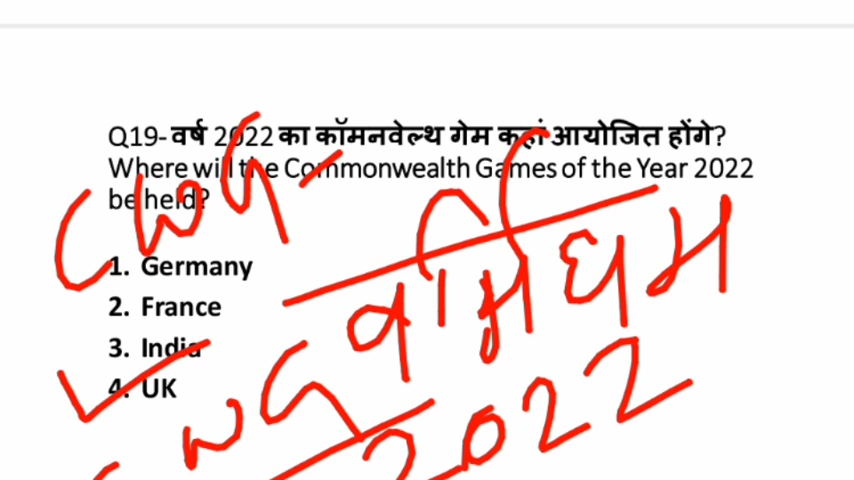 Q19- वर्ष 2022 का कॉमनवेल्थ गेम कहां आयोजित होंगे?
Where will the Commonwealth Games of the Year 2022
be held?
CWG -
बर्मिंघम
1. Germany
2. France
3. India
4. UK
CWG
2022